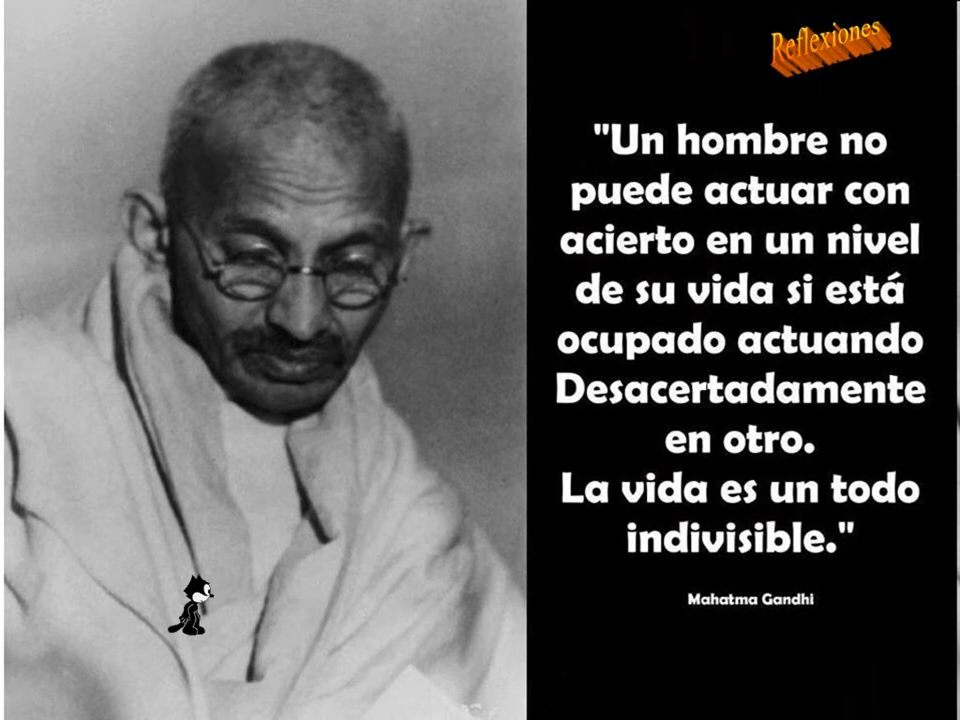 Reflexiones
"Un hombre no
puede actuar con
acierto en un nivel
de su vida si está
ocupado actuando
Desacertadamente
en otro.
La vida es un todo
indivisible."
Mahatma Gandhi